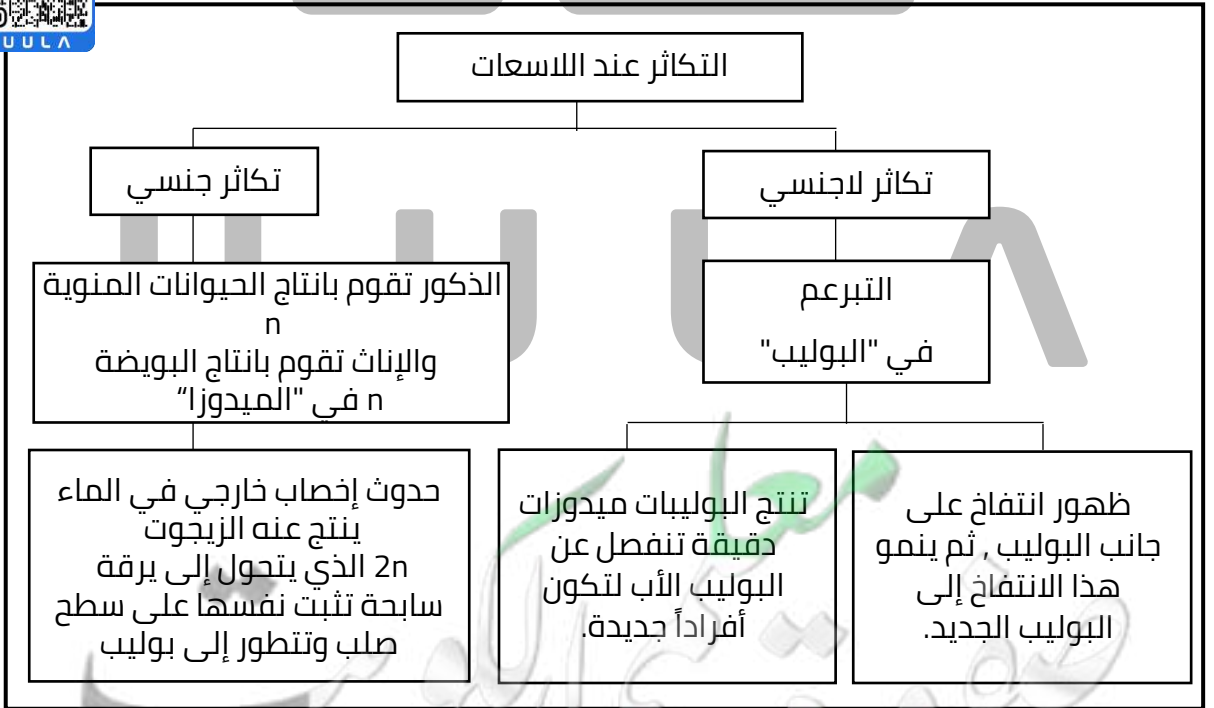 UULA
التكاثر عند اللاسعات
تكاثر لاجنسي
تكاثر جنسي
التبرعم
في "البوليب"
الذكور تقوم بانتاج الحيوانات المنوية
n
والإناث تقوم بانتاج البويضة
n في "الميدوزا“
ظهور انتفاخ على
جانب البوليب , ثم ينمو
هذا الانتفاخ إلى
البوليب الجديد.
تنتج البوليبات ميدوزات
دقيقة تنفصل عن
البوليب الأب لتكون
أفراداً جديدة.
حدوث إخصاب خارجي في الماء
ينتج عنه الزيجوت
2n الذي يتحول إلى يرقة
سابحة تثبت نفسها على سطح
صلب وتتطور إلى بوليب